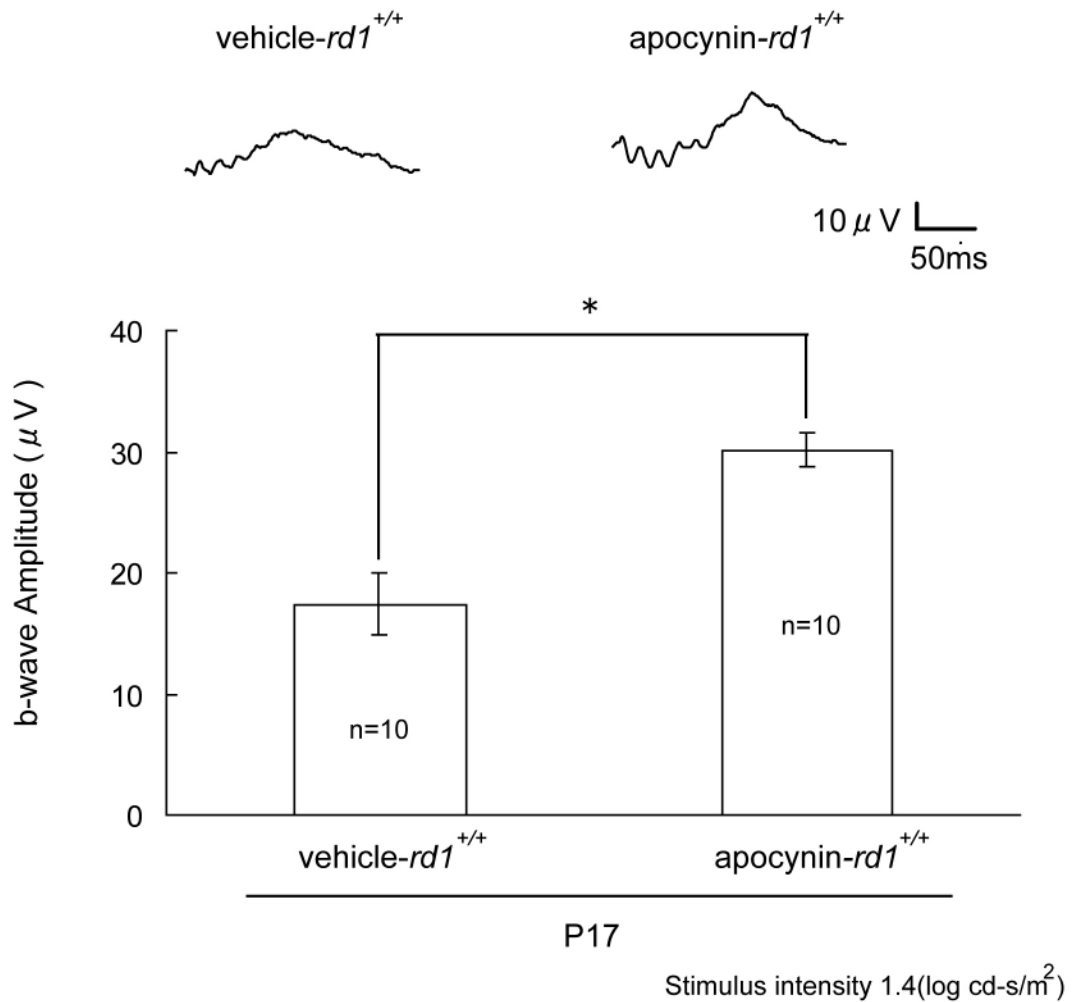 vehicle-rd1+/+ apocynin-rd1+/+
10 μV
50ms
*
40
30
20
10
0
b-wave Amplitude ( μV )
n=10
n=10
vehicle-rd1+/+ apocynin-rd1+/+
P17
Stimulus intensity 1.4(log cd-s/m2)